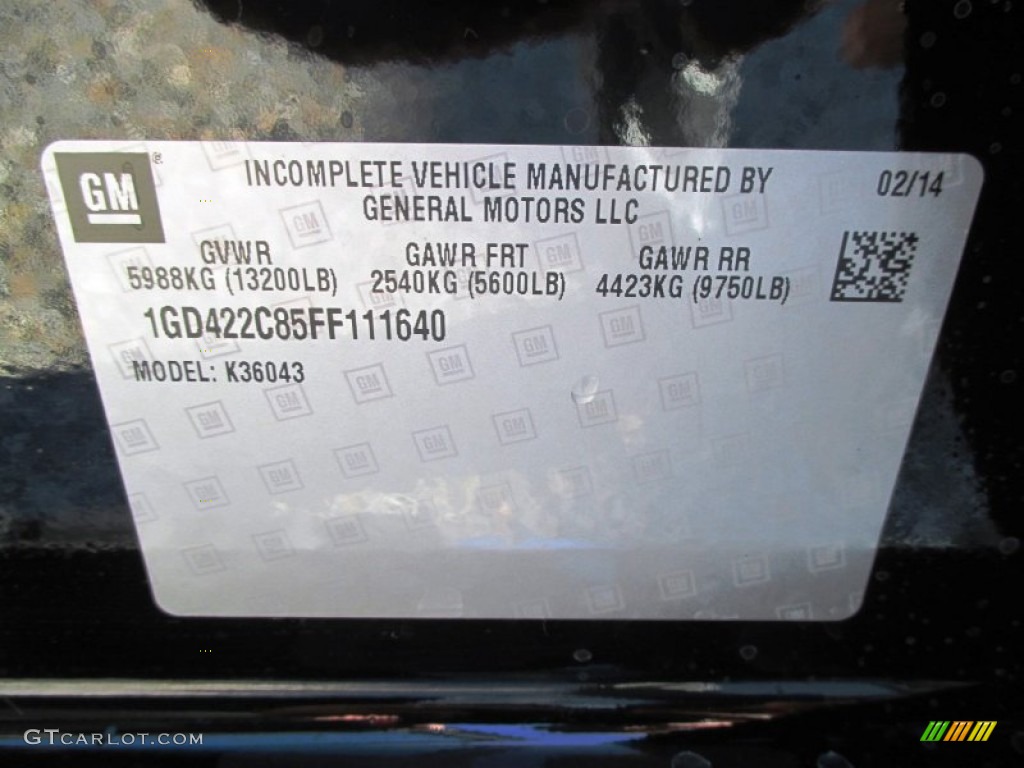 GM ®
INCOMPLETE VEHICLE MANUFACTURED BY
GENERAL MOTORS LLC
02/14
GVWR GAWR FRT GAWR RR
5988KG (13200LB) 2540KG (5600LB) 4423KG (9750LB)
1GD422C85FF111640
MODEL: K36043
GTCARLOT.COM